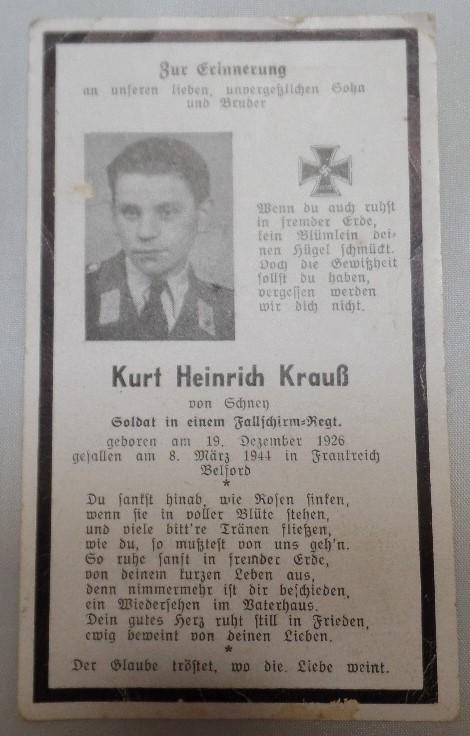 Zur Erinnerung
an unseren lieben, unvergeßlichen Sohn
und Bruder
Wenn du auch ruhst
in fremder Erde,
kein Blümlein dei-
nen Hügel schmückt.
Doch die Gewißheit
sollst du haben,
vergessen werden
wir dich nicht.
Kurt Heinrich Krauß
von Schney
Soldat in einem Fallschirm-Regt.
geboren am 19. Dezember 1926
gefallen am 8. März 1944 in Frankreich
Belford
*
Du sankst hinab, wie Rosen sinken,
wenn sie in voller Blüte stehen,
und viele bitt're Tränen fließen,
wie du, so mußtest von uns geh'n.
So ruhe sanft in fremder Erde,
von deinem kurzen Leben aus,
denn nimmermehr ist dir beschieden,
ein Wiedersehen im Vaterhaus.
Dein gutes Herz ruht still in Frieden,
ewig beweint von deinen Lieben.
*
Der Glaube tröstet, wo die Liebe weint.